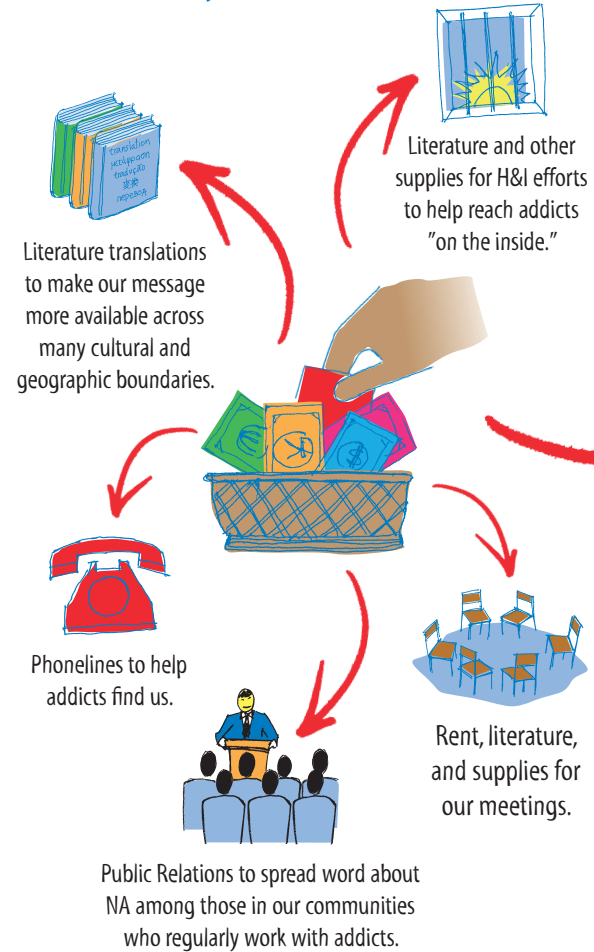 translation
tradução
перевод
Literature translations
to make our message
more available across
many cultural and
geographic boundaries.
Literature and other
supplies for H&I efforts
to help reach addicts
"on the inside."
€
$
Phonelines to help
addicts find us.
Rent, literature,
and supplies for
our meetings.
Public Relations to spread word about
NA among those in our communities
who regularly work with addicts.